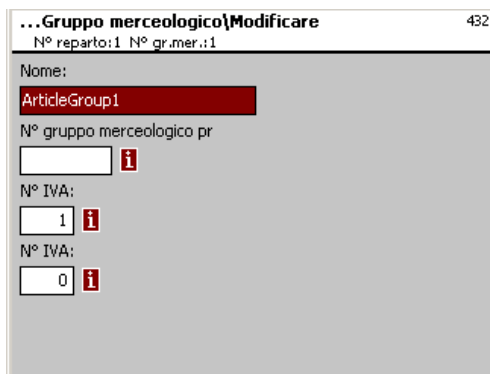 ...Gruppo merceologico\Modificare 432
N° reparto:1 N° gr.mer.:1
Nome:
ArticleGroup1
N° gruppo merceologico pr
i
N° IVA:
1 i
N° IVA:
0 i